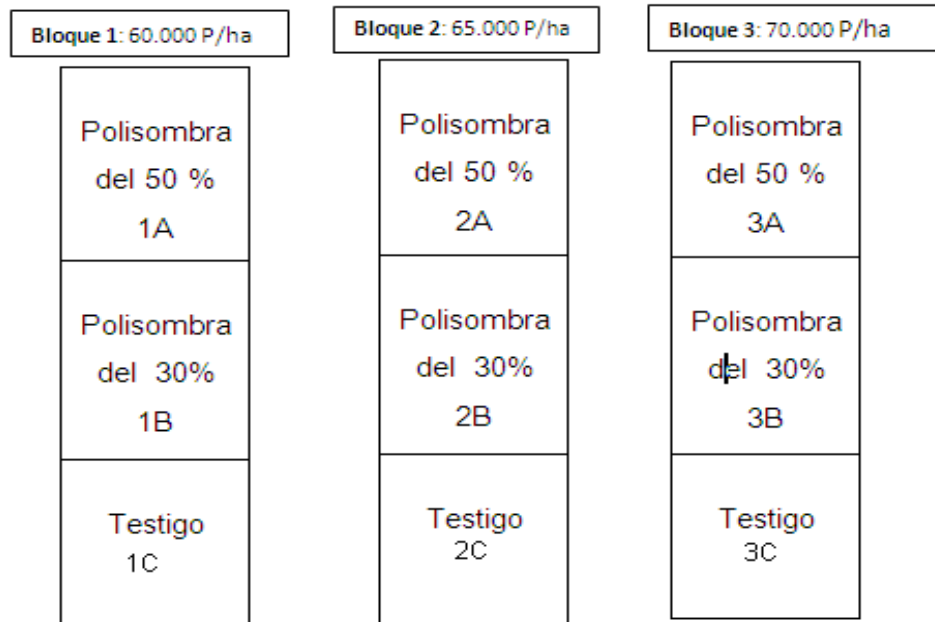 Bloque 1: 60.000 P/ha
Polisombra
del 50 %
1A
Polisombra
del 30%
1B
Testigo
1C
Bloque 2: 65.000 P/ha
Polisombra
del 50 %
2A
Polisombra
del 30%
2B
Testigo
2C
Bloque 3: 70.000 P/ha
Polisombra
del 50 %
3A
Polisombra
del 30%
3B
Testigo
3C